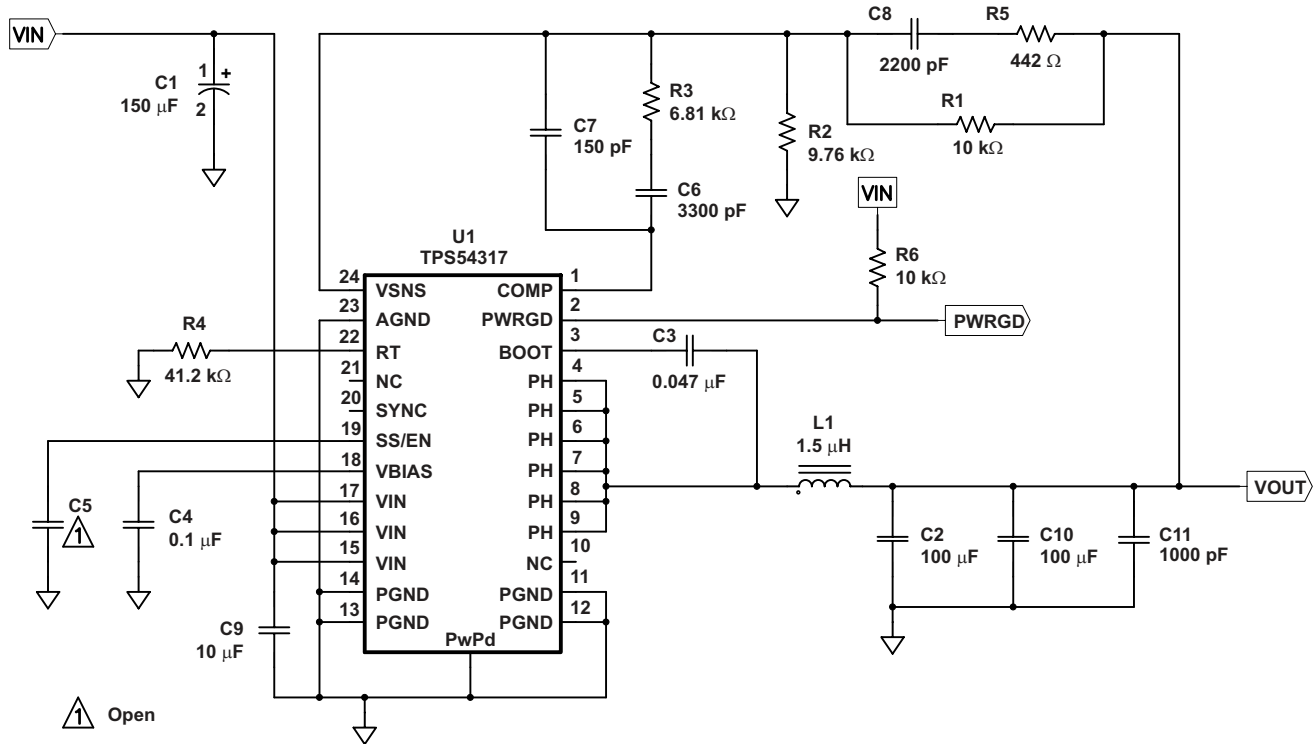 VIN
C1
150 μF
1
+
2
C8
2200 pF
R5
442 Ω
R1
10 kΩ
R3
6.81 kΩ
C7
150 pF
R2
9.76 kΩ
C6
3300 pF
VIN
R6
10 kΩ
PWRGD
U1
TPS54317
24 VSNS
23 AGND
22 RT
21 NC
20 SYNC
19 SS/EN
18 VBIAS
17 VIN
16 VIN
15 VIN
14 PGND
13 PGND
COMP 1
PWRGD 2
BOOT 3
PH 4
PH 5
PH 6
PH 7
PH 8
PH 9
NC 10
PGND 11
PGND 12
PwPd
R4
41.2 kΩ
C3
0.047 μF
L1
1.5 μH
VOUT
C5
1
C4
0.1 μF
C2
100 μF
C10
100 μF
C11
1000 pF
C9
10 μF
1 Open